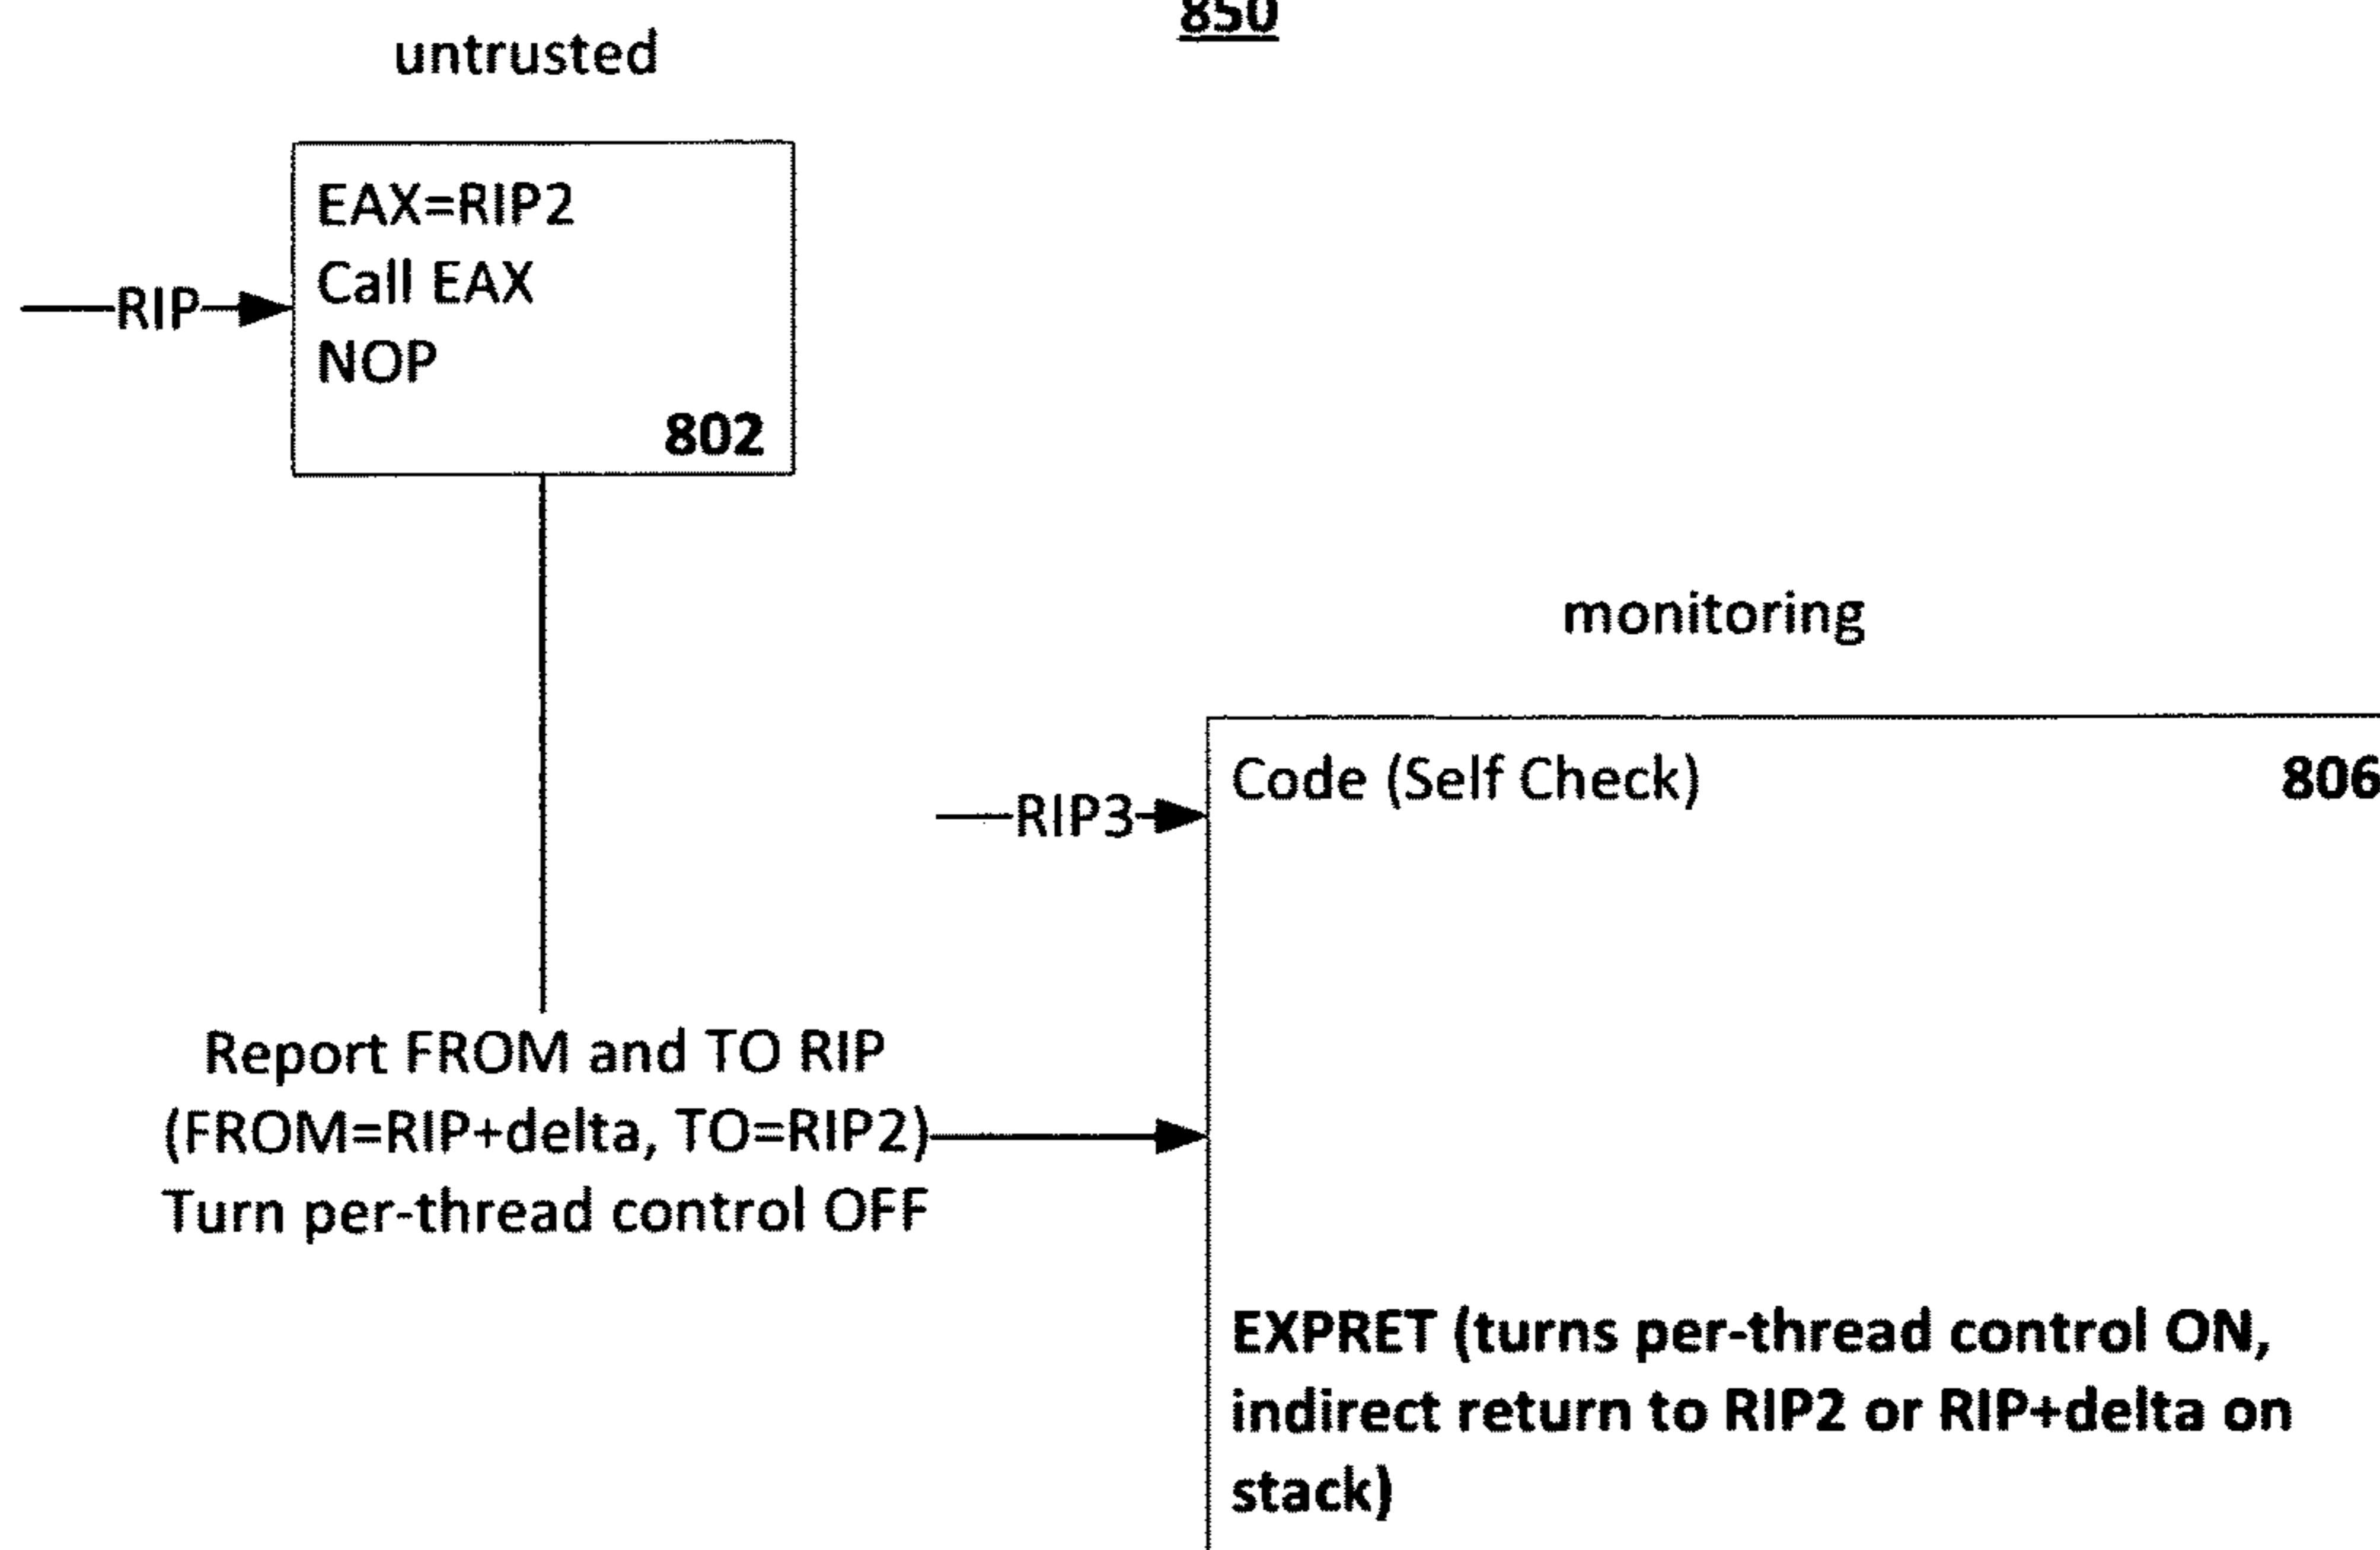 850
untrusted
EAX=RIP2
Call EAX
RIP
NOP
802
monitoring
Code (Self Check)
806
RIP3
Report FROM and TO RIP
(FROM=RIP+delta, TO=RIP2)
Turn per-thread control OFF
EXPRET (turns per-thread control ON,
indirect return to RIP2 or RIP+delta on
stack)